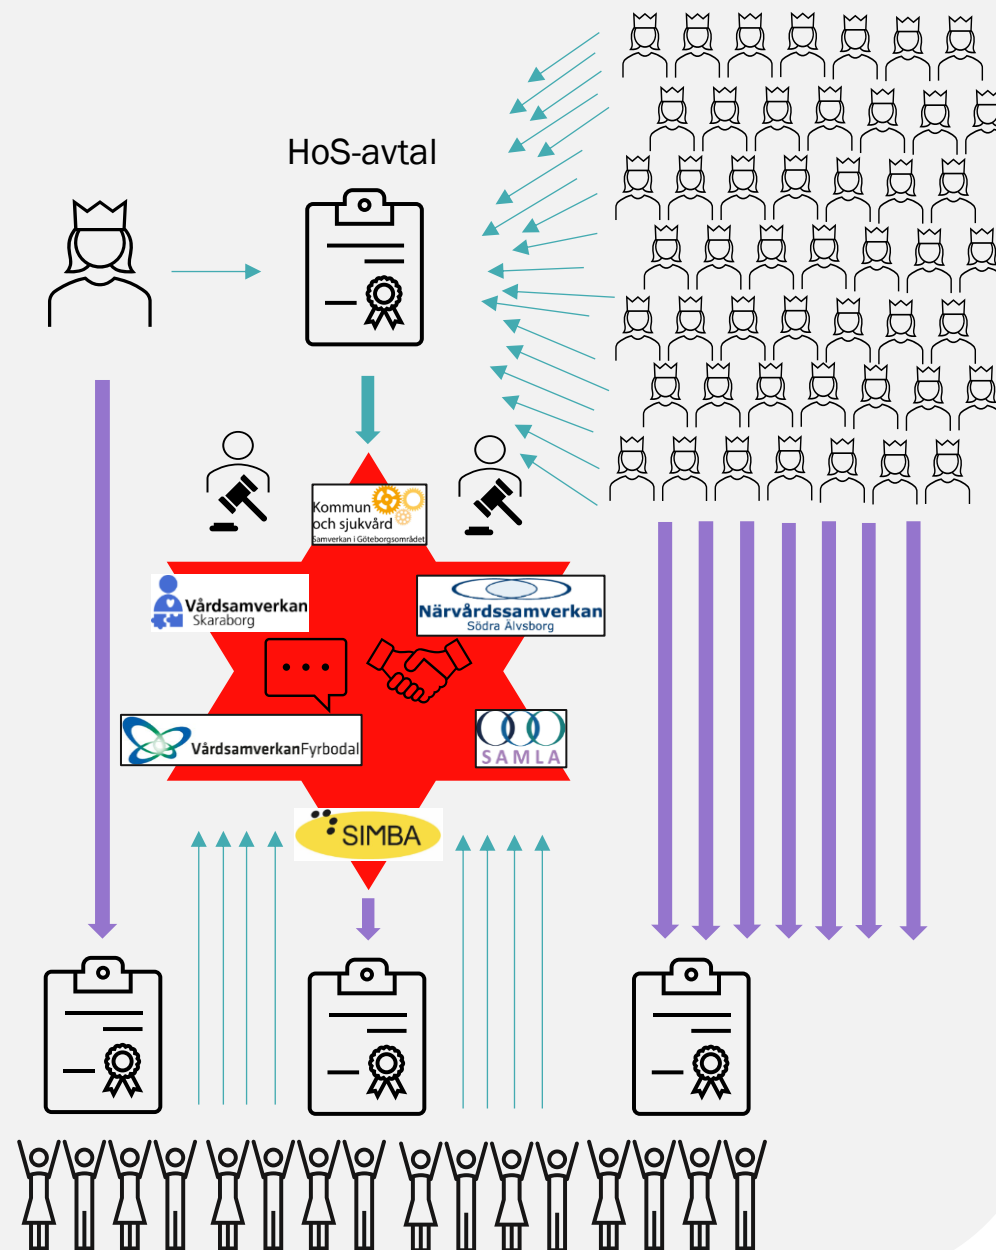 HoS-avtal
Kommun
och sjukvård
Samverkan i Göteborgsområdet
Vårdsamverkan
Skaraborg
Närvårdssamverkan
Södra Älvsborg
VårdsamverkanFyrbodal
SAMLA
SIMBA